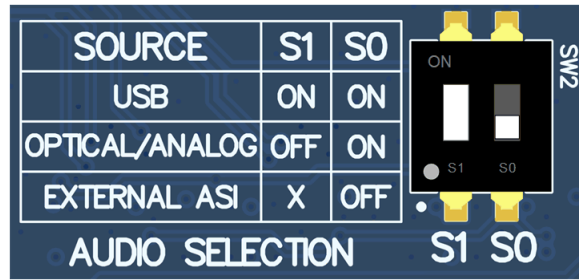 SOURCE S1 S0
USB ON ON
OPTICAL/ANALOG OFF ON
EXTERNAL ASI X OFF
AUDIO SELECTION
ON
S1 S0
SW2
S1 S0